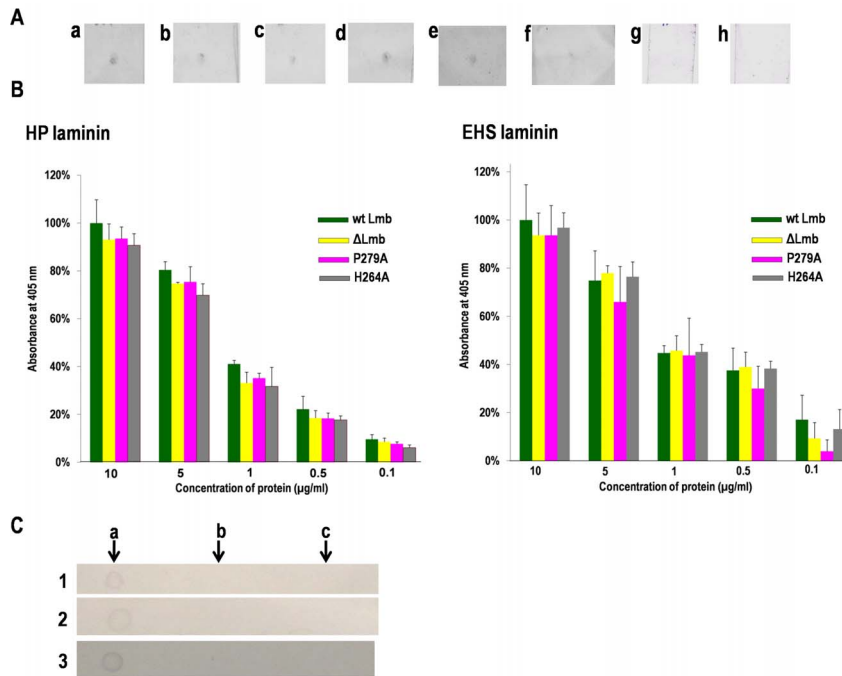 A
a b c d e f g h
B
HP laminin
120%
100%
80%
60%
40%
20%
0%
Absorbance at 405 nm
wt Lmb
ΔLmb
P279A
H264A
10 5 1 0.5 0.1
Concentration of protein (μg/ml)
EHS laminin
120%
100%
80%
60%
40%
20%
0%
Absorbance at 405 nm
wt Lmb
ΔLmb
P279A
H264A
10 5 1 0.5 0.1
Concentration of protein (μg/ml)
C
a b c
1
2
3